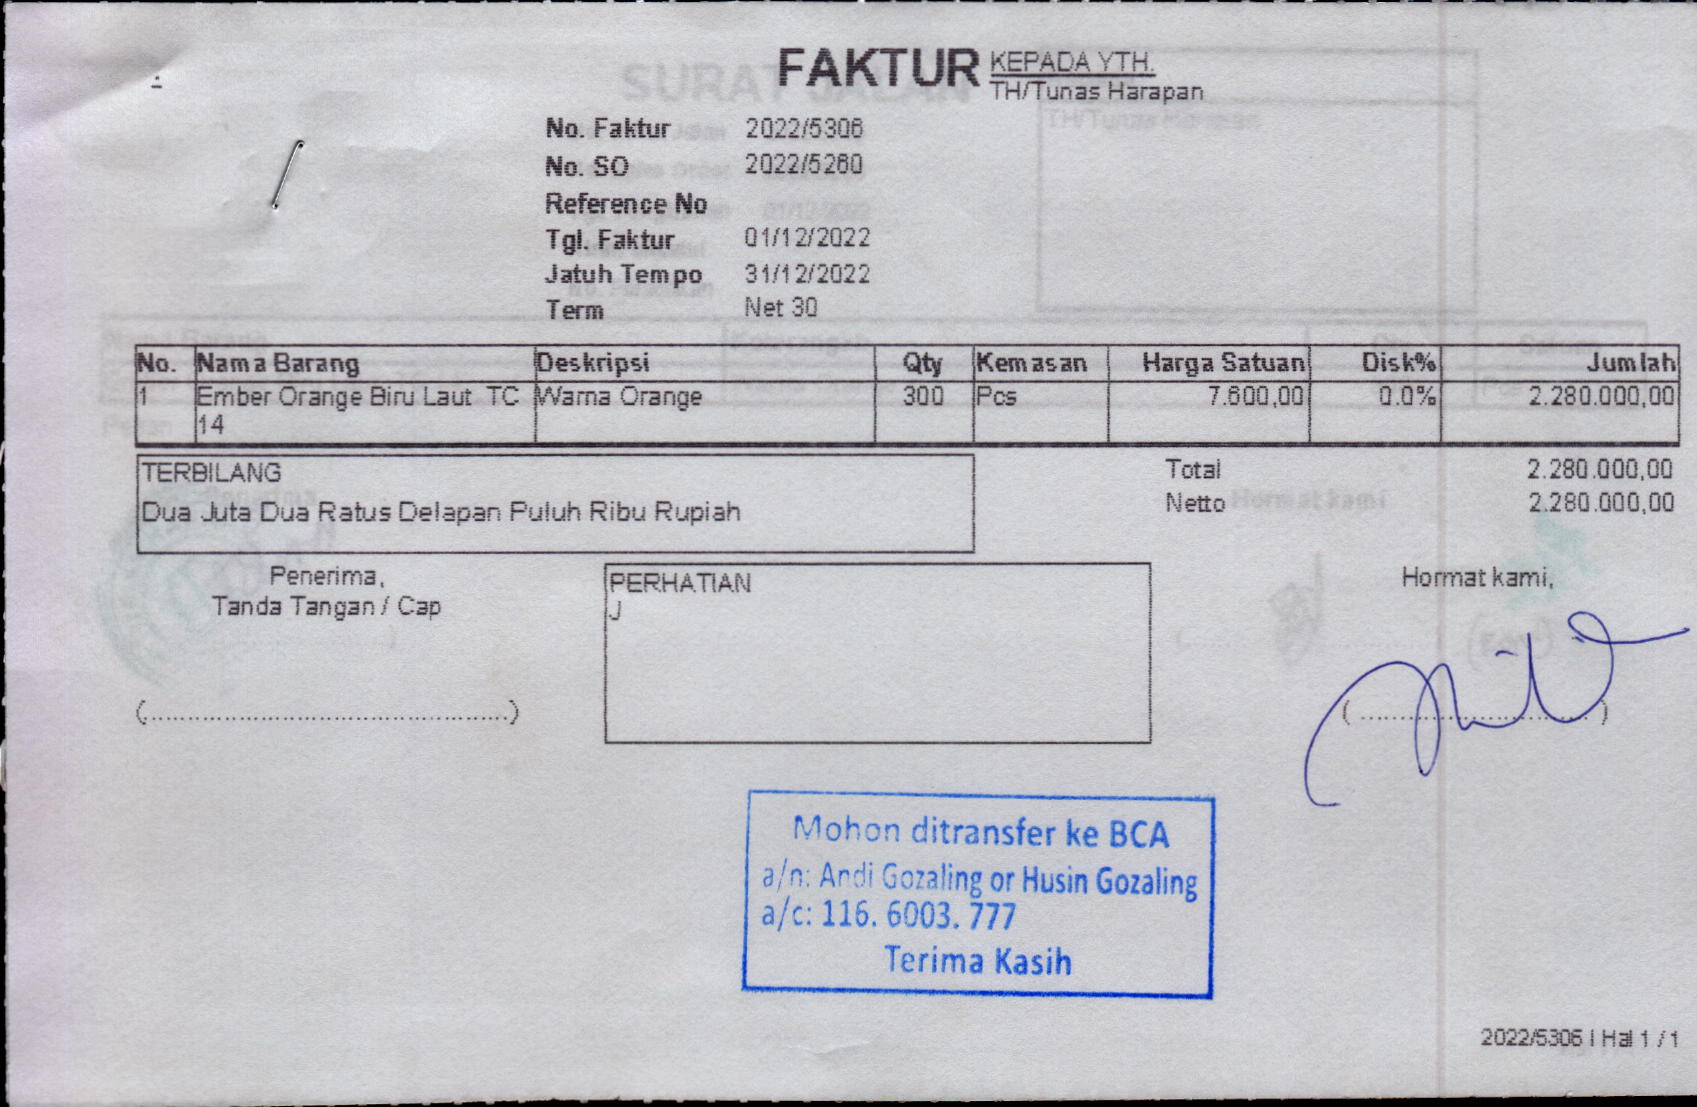 FAKTUR
KEPADA YTH.
TH/Tunas Harapan
No. Faktur 2022/5306
No. SO 2022/5260
Reference No
Tgl. Faktur 01/12/2022
Jatuh Tempo 31/12/2022
Term Net 30
No. Nama Barang Deskripsi Qty Kemasan Harga Satuan Disk% Jumlah
1 Ember Orange Biru Laut TC Warna Orange 300 Pcs 7.600,00 0.0% 2.280.000,00
14
TERBILANG
Dua Juta Dua Ratus Delapan Puluh Ribu Rupiah
Total 2.280.000,00
Netto 2.280.000,00
Penerima,
Tanda Tangan / Cap
(..................................................)
PERHATIAN
J
Hormat kami,
(..................................)
Mohon ditransfer ke BCA
a/n: Andi Gozaling or Husin Gozaling
a/c: 116. 6003. 777
Terima Kasih
2022/5306 | Hal 1 / 1